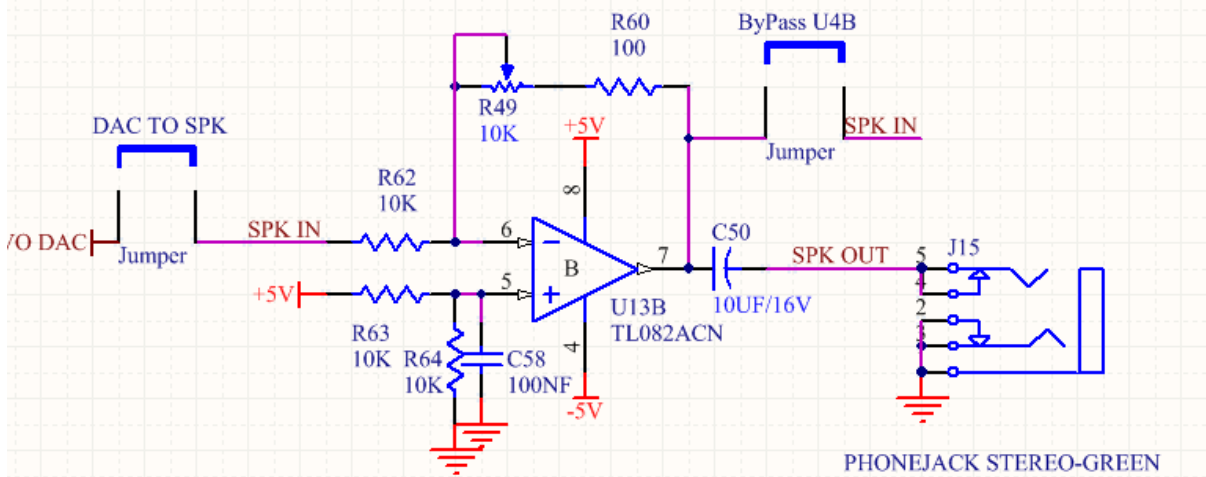 R60
100
ByPass U4B
R49
10K
+5V
SPK IN
Jumper
DAC TO SPK
R62
10K
8
/O DAC
Jumper
SPK IN
6
7
C50
SPK OUT
J15
5
4
2
3
B
+5V
5
10UF/16V
U13B
TL082ACN
R63
10K
R64
10K
C58
100NF
4
-5V
PHONEJACK STEREO-GREEN